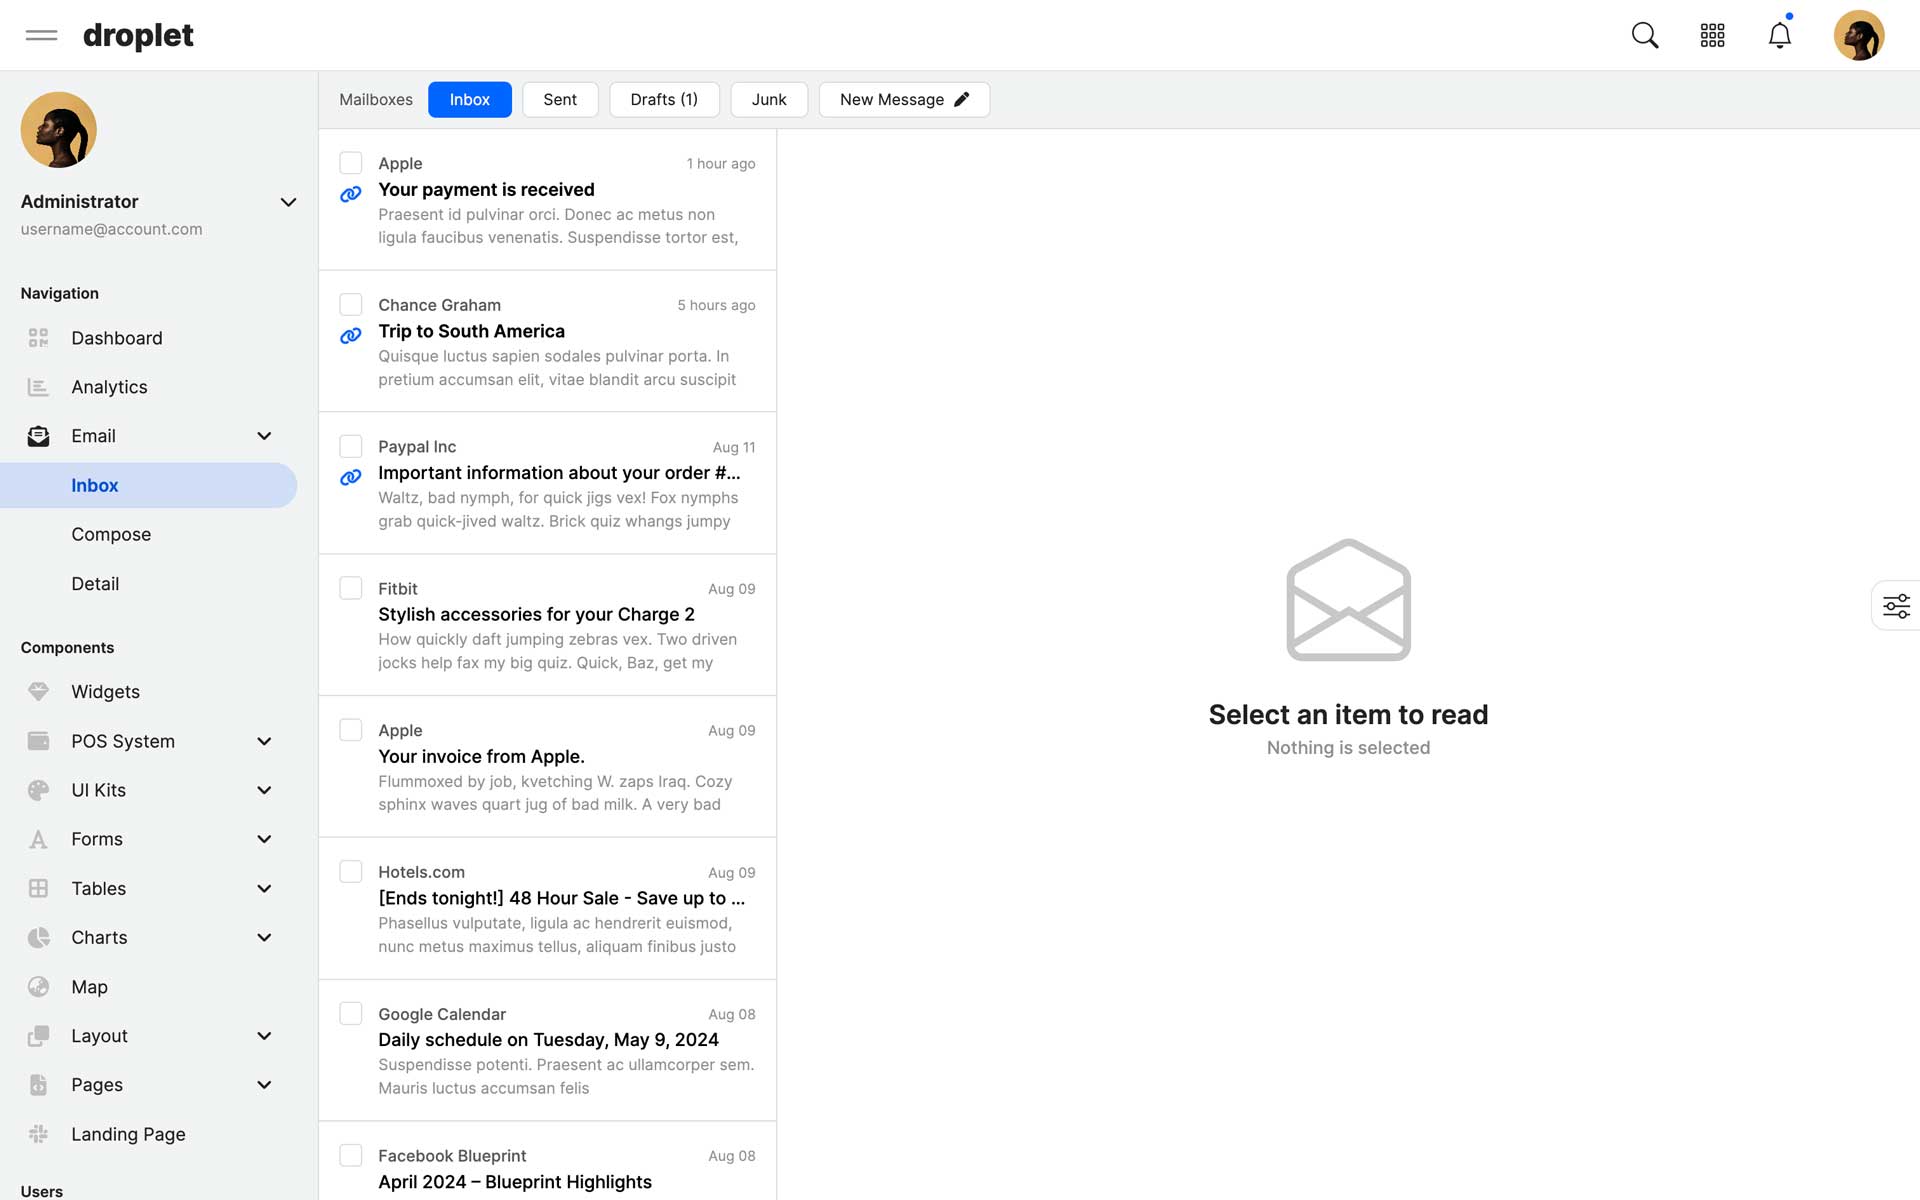 droplet
Administrator
username@account.com
Navigation
Dashboard
Analytics
Email
Inbox
Compose
Detail
Components
Widgets
POS System
UI Kits
Forms
Tables
Charts
Map
Layout
Pages
Landing Page
Users
Mailboxes Inbox Sent Drafts (1) Junk New Message
Apple 1 hour ago
Your payment is received
Praesent id pulvinar orci. Donec ac metus non
ligula faucibus venenatis. Suspendisse tortor est,
Chance Graham 5 hours ago
Trip to South America
Quisque luctus sapien sodales pulvinar porta. In
pretium accumsan elit, vitae blandit arcu suscipit
Paypal Inc Aug 11
Important information about your order #...
Waltz, bad nymph, for quick jigs vex! Fox nymphs
grab quick-jived waltz. Brick quiz whangs jumpy
Fitbit Aug 09
Stylish accessories for your Charge 2
How quickly daft jumping zebras vex. Two driven
jocks help fax my big quiz. Quick, Baz, get my
Apple Aug 09
Your invoice from Apple.
Flummoxed by job, kvetching W. zaps Iraq. Cozy
sphinx waves quart jug of bad milk. A very bad
Hotels.com Aug 09
[Ends tonight!] 48 Hour Sale - Save up to ...
Phasellus vulputate, ligula ac hendrerit euismod,
nunc metus maximus tellus, aliquam finibus justo
Google Calendar Aug 08
Daily schedule on Tuesday, May 9, 2024
Suspendisse potenti. Praesent ac ullamcorper sem.
Mauris luctus accumsan felis
Facebook Blueprint Aug 08
April 2024 – Blueprint Highlights
Select an item to read
Nothing is selected